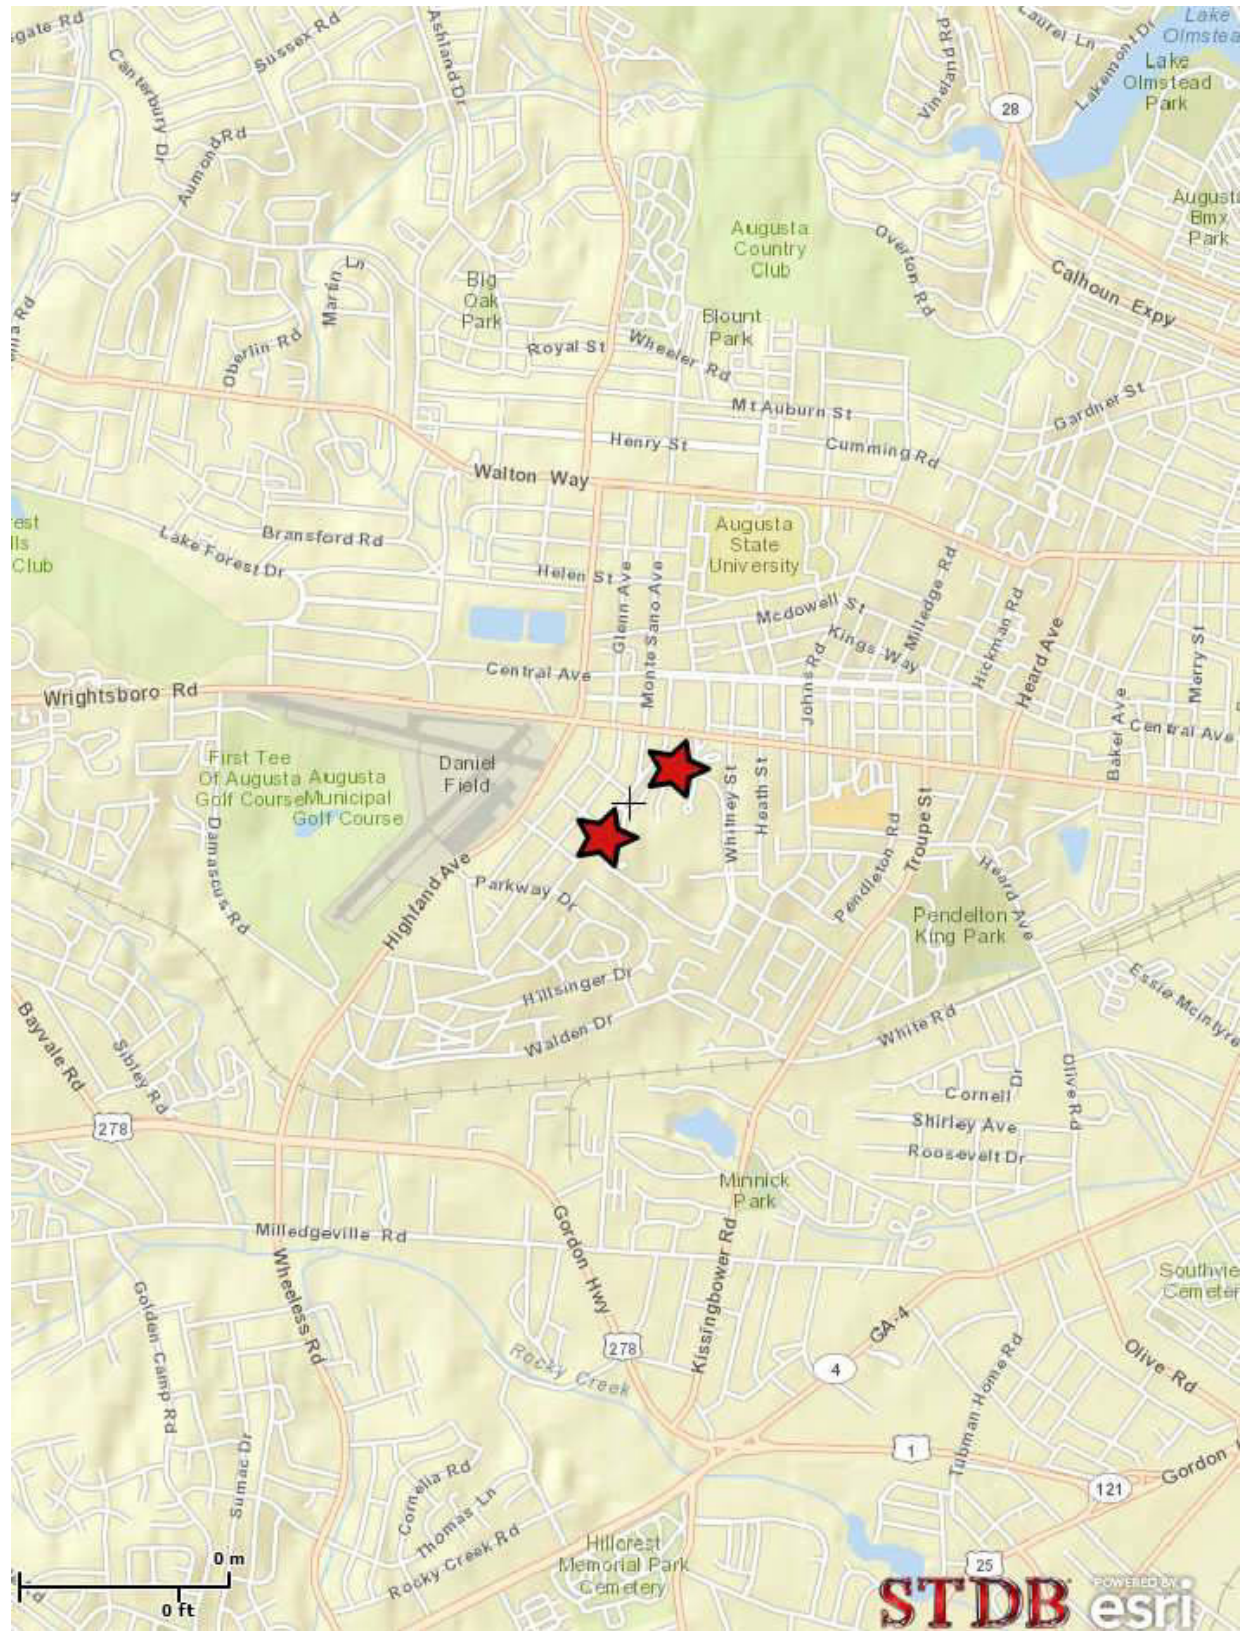 Sussex Rd
Ashland Dr
Vineland Rd
Laurel Ln
Lakemont Dr
Lake
Canterbury Dr
Lake
Olmstead
Park
28
Aumond Rd
Bmx
Park
Augusta
Country
Club
Overton Rd
Martin Ln
Big
Oak
Park
Calhoun Expy
Blount
Park
Oberlin Rd
Royal St
Wheeler Rd
Mt Auburn St
Gardner St
Henry St
Cumming Rd
Walton Way
Augusta
State
University
Club
Bransford Rd
Lake Forest Dr
Helen St
Glenn Ave
Monte Sano Ave
Mcdowell St
Milledge Rd
Kings Way
Hickman Rd
Heard Ave
Merry St
Johns Rd
Central Ave
Wrightsboro Rd
Baker Ave
Central Ave
First Tee
Of Augusta
Golf Course
Augusta
Municipal
Golf Course
Daniel
Field
Whitney St
Heath St
Troupe St
Pendleton Rd
Damascus Rd
Highland Ave
Parkway Dr
Heard Ave
Pendelton
King Park
Hillsinger Dr
Essie Mcintyre
Walden Dr
White Rd
Bayvale Rd
Sibley Rd
Olive Rd
Cornell Dr
278
Shirley Ave
Roosevelt Dr
Minnick
Park
Milledgeville Rd
Gordon Hwy
Kissingbower Rd
Wheeless Rd
Golden Camp Rd
GA-4
278
4
Rocky Creek
Tubman Home Rd
Olive Rd
1
Gordon
121
Sumac Dr
Cornelia Rd
Thomas Ln
Rocky Creek Rd
Hillcrest
Memorial Park
Cemetery
25
0 m
0 ft
STDB
POWERED BY
esri